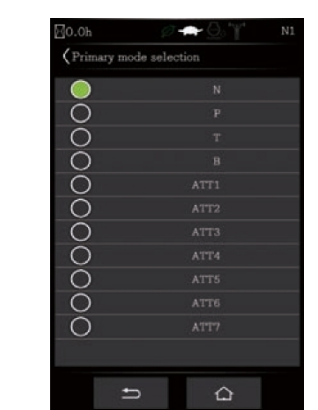 0.0h N1
Primary mode selection
N
P
T
B
ATT1
ATT2
ATT3
ATT4
ATT5
ATT6
ATT7